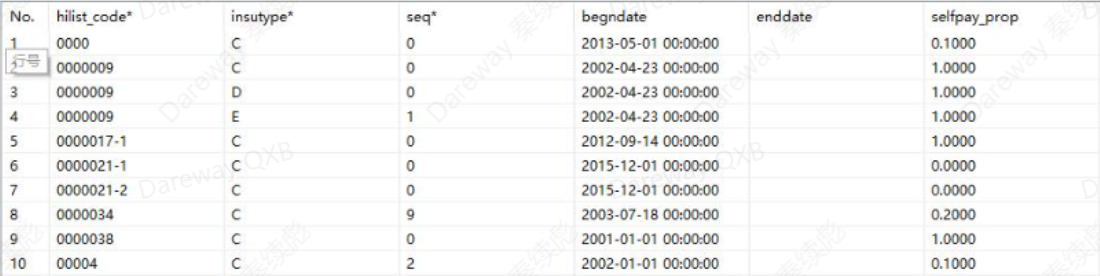 No. hilist_code* insutype* seq* begndate enddate selfpay_prop
1 0000 C 0 2013-05-01 00:00:00 0.1000
行号
2 0000009 C 0 2002-04-23 00:00:00 1.0000
3 0000009 D 0 2002-04-23 00:00:00 1.0000
4 0000009 E 1 2002-04-23 00:00:00 1.0000
5 0000017-1 C 0 2012-09-14 00:00:00 1.0000
6 0000021-1 C 0 2015-12-01 00:00:00 0.0000
7 0000021-2 C 0 2015-12-01 00:00:00 0.0000
8 0000034 C 9 2003-07-18 00:00:00 0.2000
9 0000038 C 0 2001-01-01 00:00:00 1.0000
10 00004 C 2 2002-01-01 00:00:00 0.1000
Dareway
Dareway
Dareway QXB
QXB